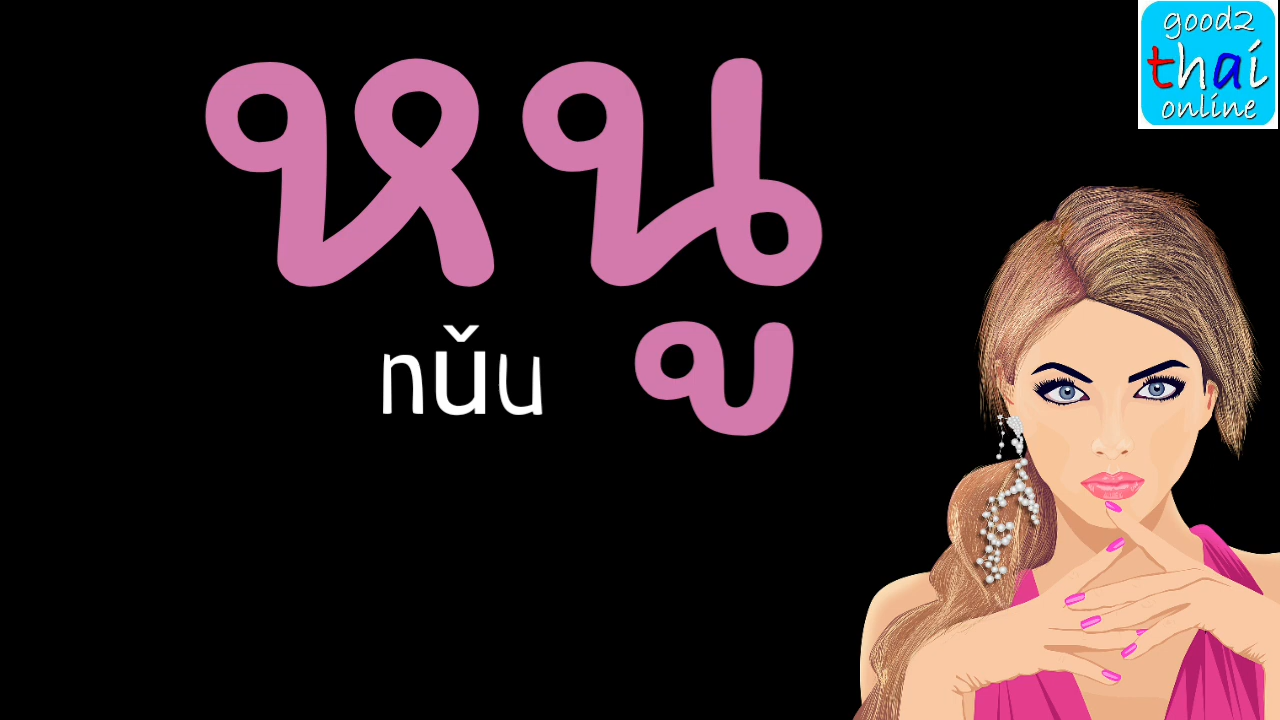 หนู
nǔu
good2
thai
online